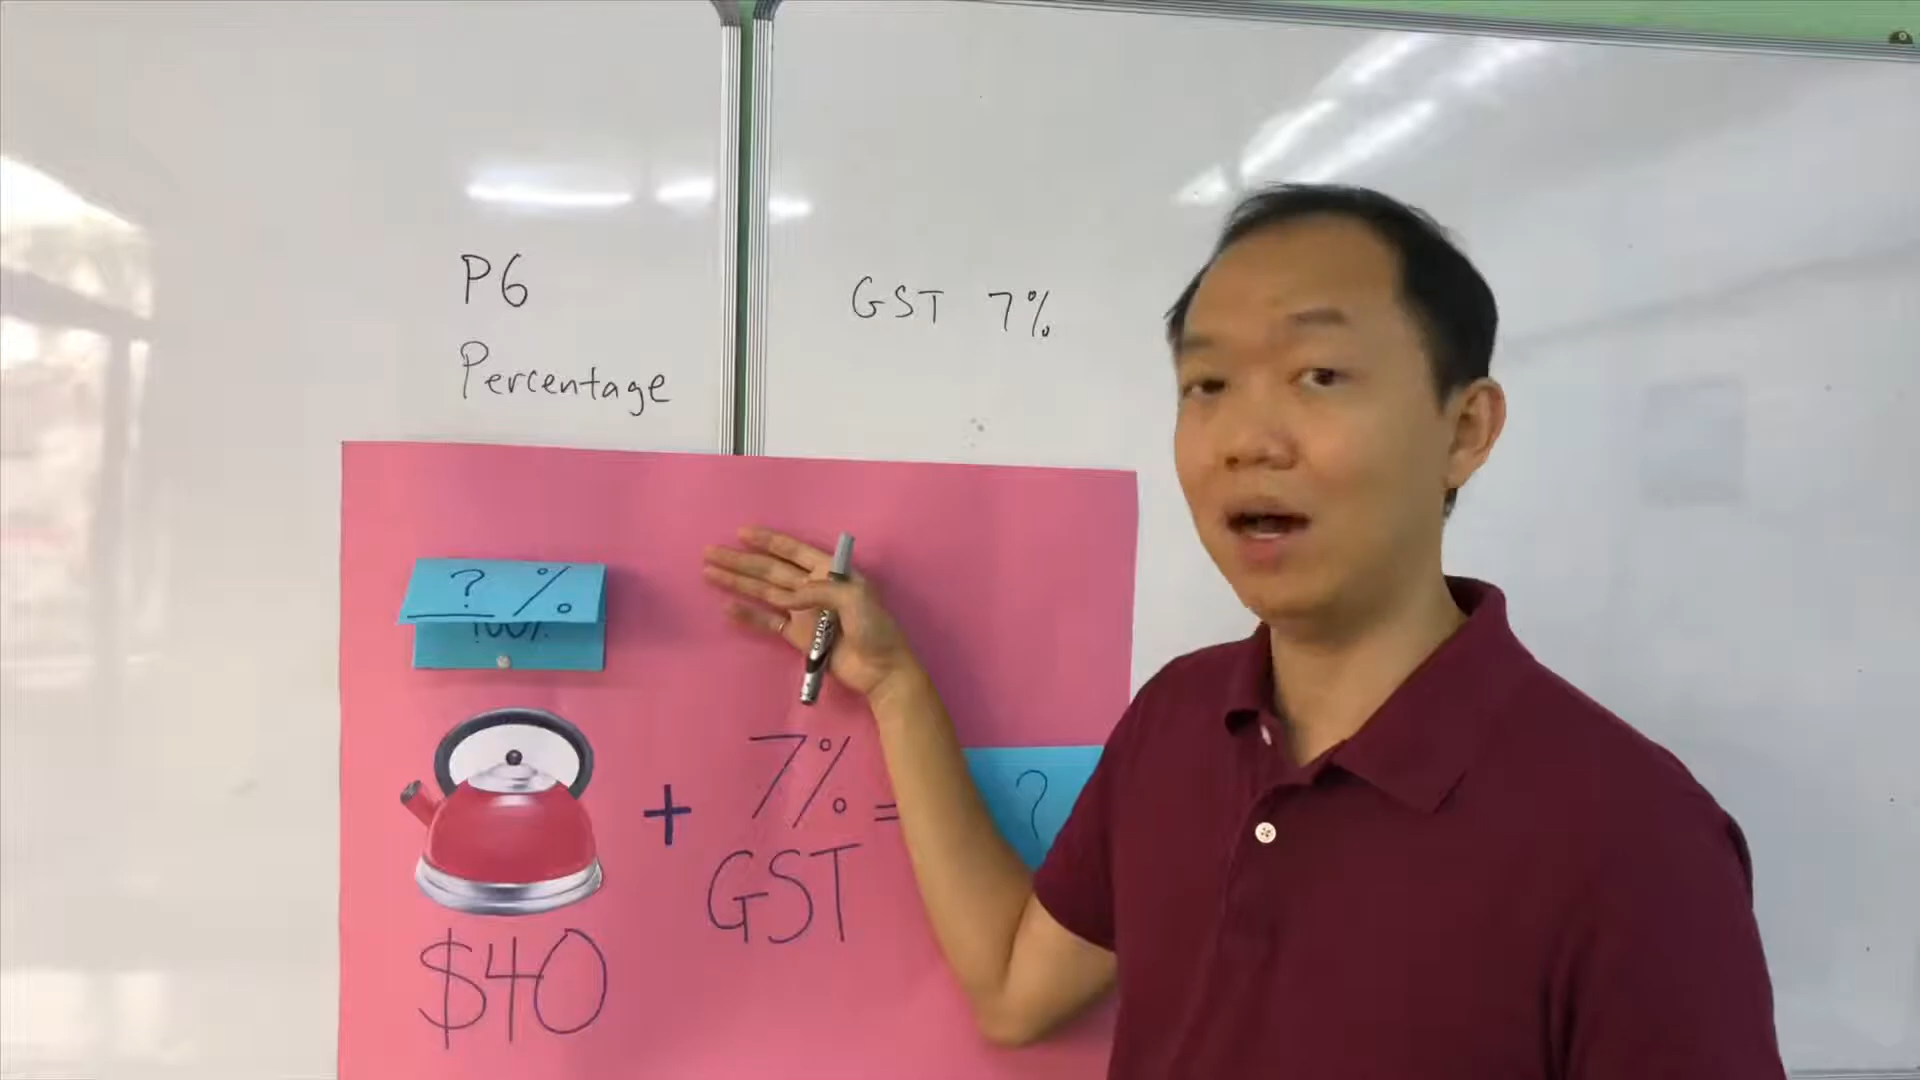 P6
Percentage
GST 7%
? %
100%
+ 7% =
GST
?
$40